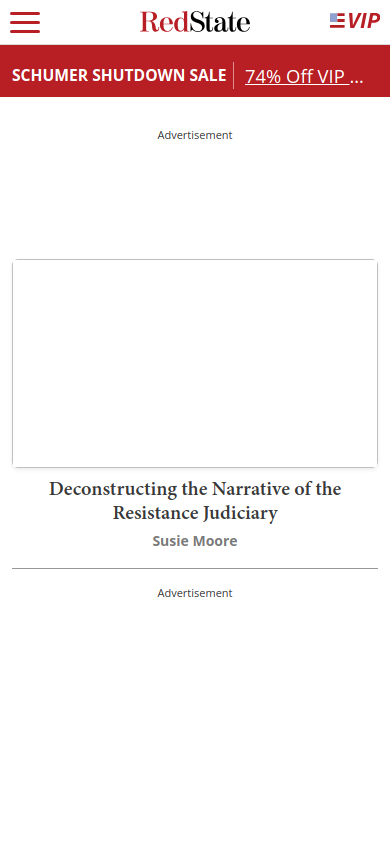 RedState
VIP
SCHUMER SHUTDOWN SALE
74% Off VIP ...
Advertisement
Deconstructing the Narrative of the
Resistance Judiciary
Susie Moore
Advertisement